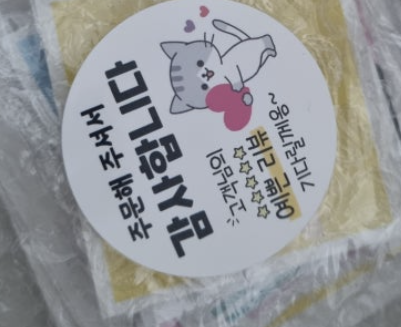 주문해 주셔서
감사합니다
고객님의
예쁜 리뷰
기다릴게용~